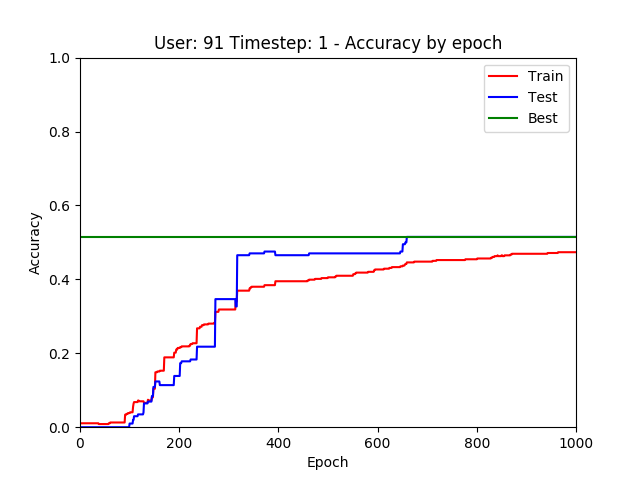 User: 91 Timestep: 1 - Accuracy by epoch
1.0
0.8
0.6
0.4
0.2
0.0
Accuracy
0 200 400 600 800 1000
Epoch
Train
Test
Best